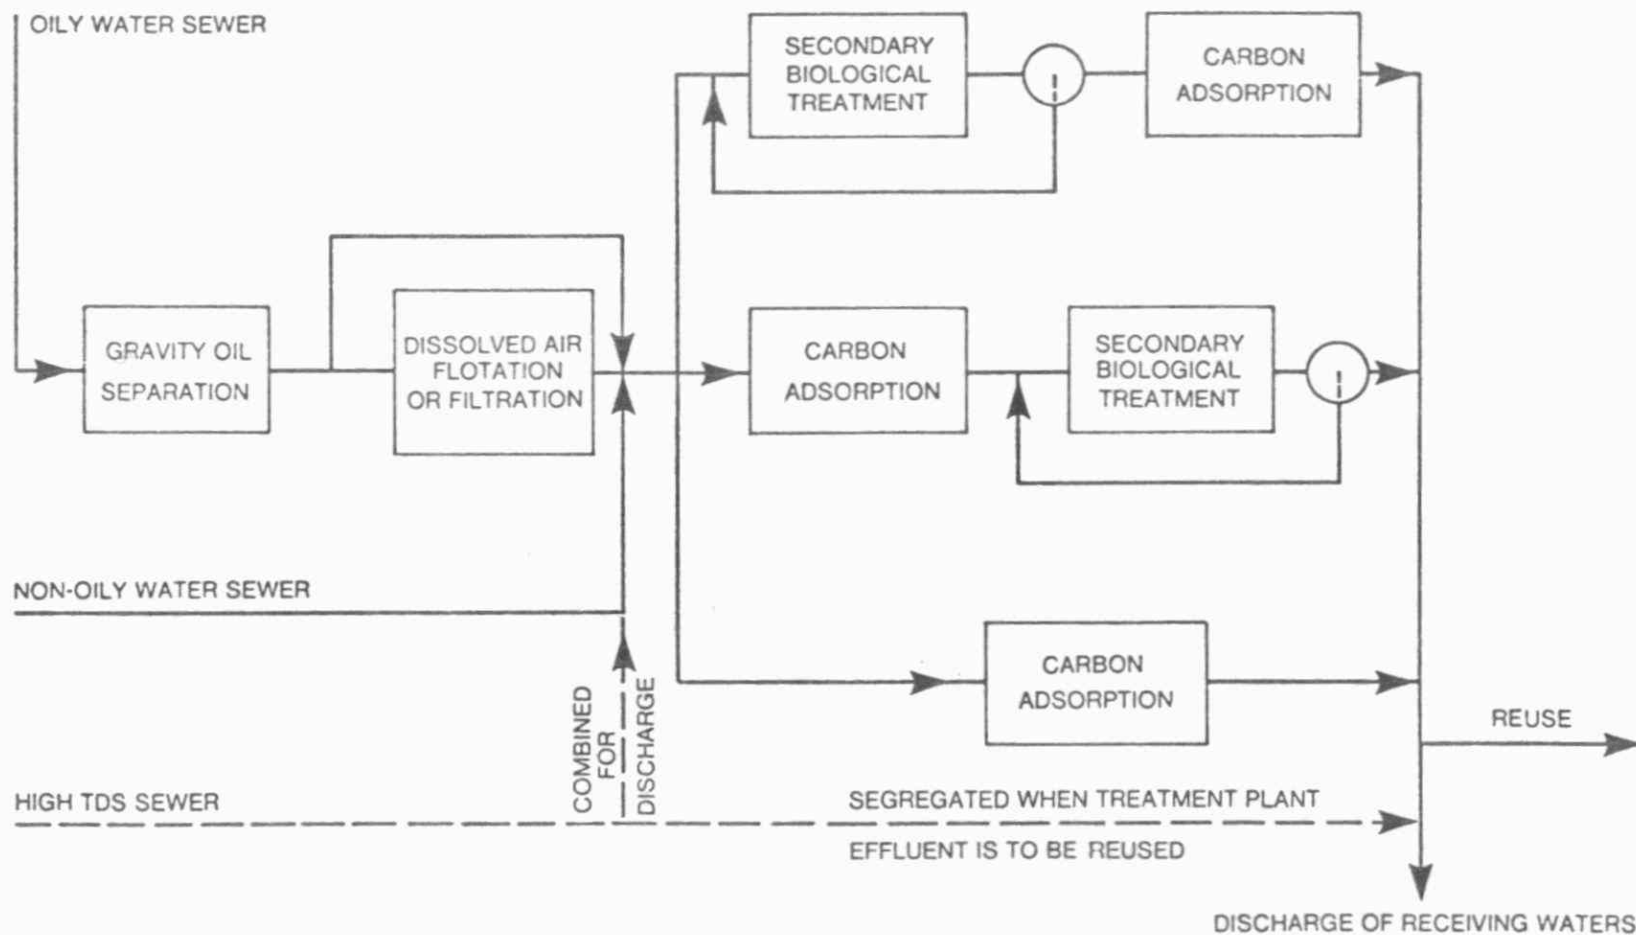 OILY WATER SEWER
SECONDARY
BIOLOGICAL
TREATMENT
CARBON
ADSORPTION
GRAVITY OIL
SEPARATION
DISSOLVED AIR
FLOTATION
OR FILTRATION
CARBON
ADSORPTION
SECONDARY
BIOLOGICAL
TREATMENT
NON-OILY WATER SEWER
CARBON
ADSORPTION
COMBINED
FOR
DISCHARGE
REUSE
HIGH TDS SEWER
SEGREGATED WHEN TREATMENT PLANT
EFFLUENT IS TO BE REUSED
DISCHARGE OF RECEIVING WATERS